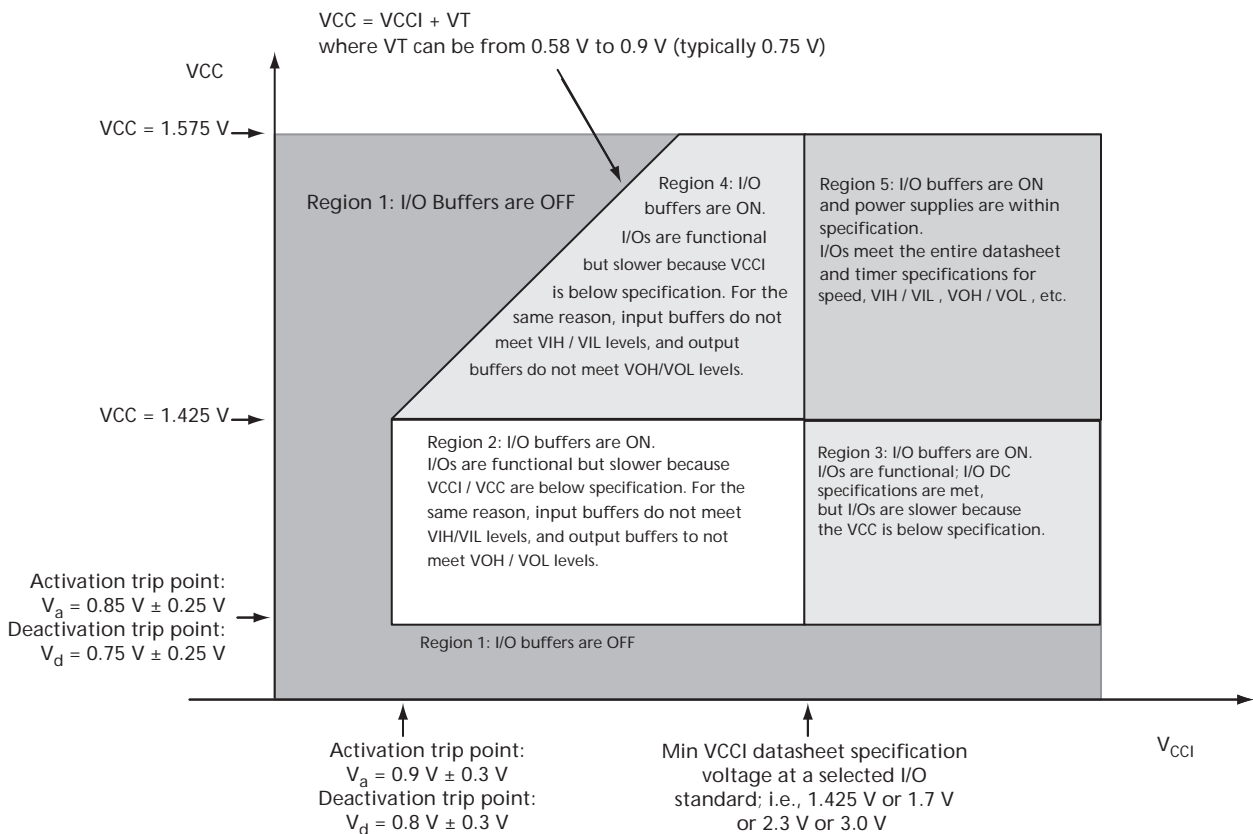 VCC = VCCI + VT
where VT can be from 0.58 V to 0.9 V (typically 0.75 V)
VCC
VCC = 1.575 V
Region 1: I/O Buffers are OFF
Region 4: I/O
buffers are ON.
I/Os are functional
but slower because VCCI
is below specification. For the
same reason, input buffers do not
meet VIH / VIL levels, and output
buffers do not meet VOH/VOL levels.
Region 5: I/O buffers are ON
and power supplies are within
specification.
I/Os meet the entire datasheet
and timer specifications for
speed, VIH / VIL , VOH / VOL , etc.
VCC = 1.425 V
Region 2: I/O buffers are ON.
I/Os are functional but slower because
VCCI / VCC are below specification. For the
same reason, input buffers do not meet
VIH/VIL levels, and output buffers to not
meet VOH / VOL levels.
Region 3: I/O buffers are ON.
I/Os are functional; I/O DC
specifications are met,
but I/Os are slower because
the VCC is below specification.
Activation trip point:
Va = 0.85 V ± 0.25 V
Deactivation trip point:
Vd = 0.75 V ± 0.25 V
Region 1: I/O buffers are OFF
Activation trip point:
Va = 0.9 V ± 0.3 V
Deactivation trip point:
Vd = 0.8 V ± 0.3 V
Min VCCI datasheet specification
voltage at a selected I/O
standard; i.e., 1.425 V or 1.7 V
or 2.3 V or 3.0 V
VCCI